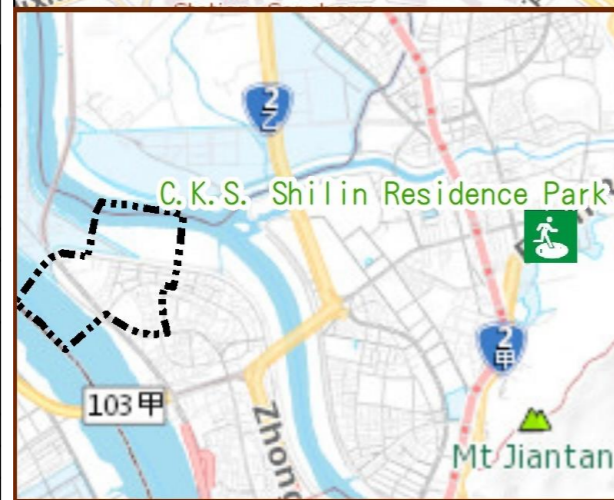 2
乙
C.K.S. Shilin Residence Park
2
甲
103甲
Zhong
Mt Jiantan